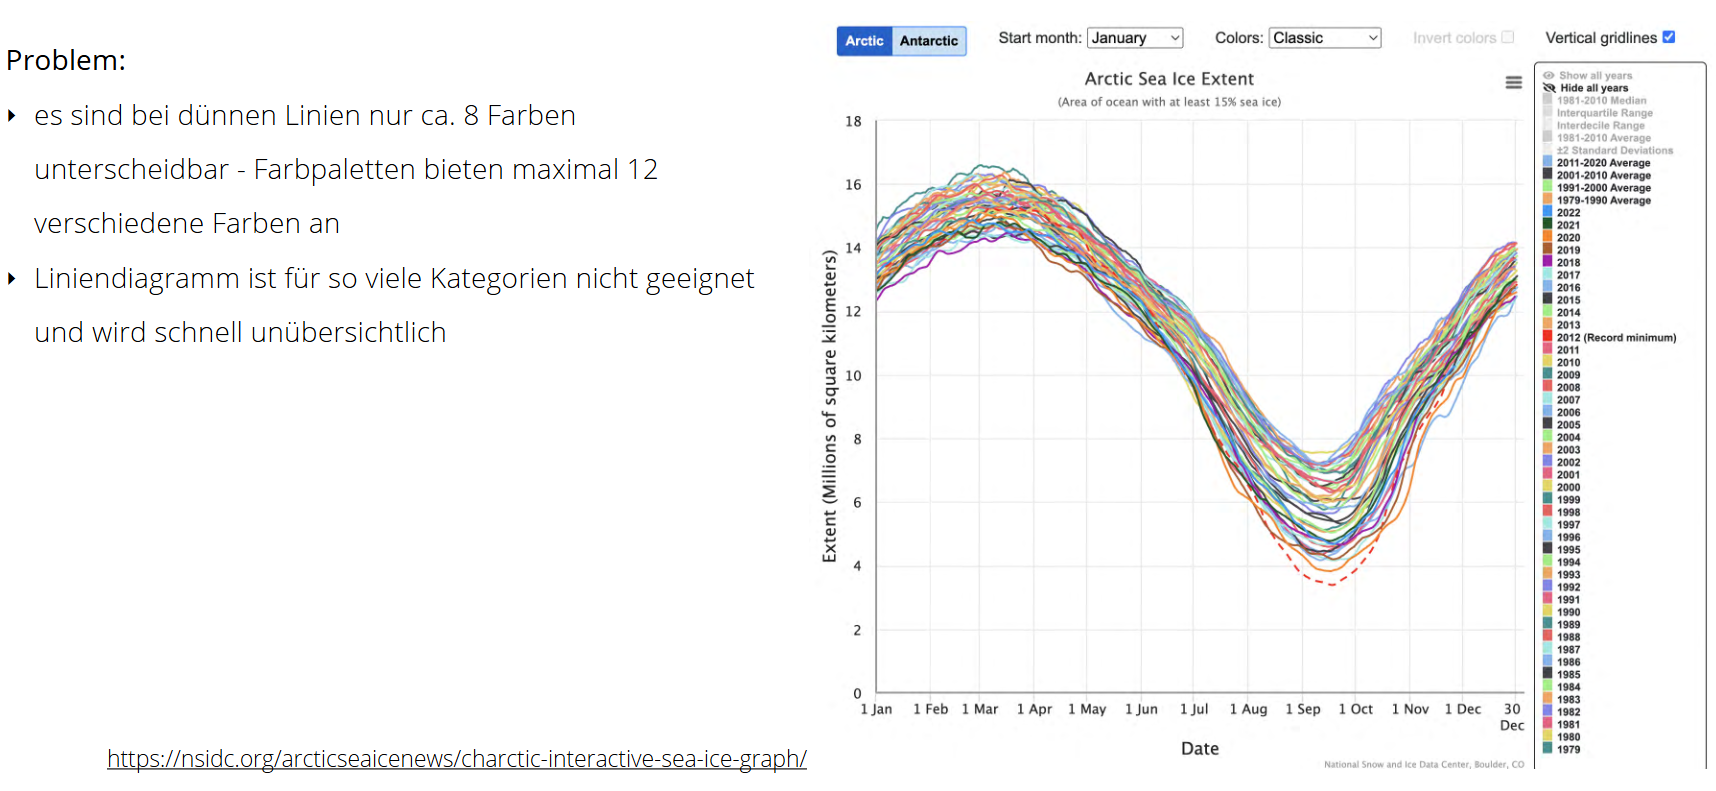 Problem:
‣ es sind bei dünnen Linien nur ca. 8 Farben
unterscheidbar - Farbpaletten bieten maximal 12
verschiedene Farben an
‣ Liniendiagramm ist für so viele Kategorien nicht geeignet
und wird schnell unübersichtlich
https://nsidc.org/arcticseaicenews/charctic-interactive-sea-ice-graph/
Arctic Antarctic Start month: January Colors: Classic Invert colors Vertical gridlines
Arctic Sea Ice Extent
(Area of ocean with at least 15% sea ice)
Extent (Millions of square kilometers)
18
16
14
12
10
8
6
4
2
0
1 Jan 1 Feb 1 Mar 1 Apr 1 May 1 Jun 1 Jul 1 Aug 1 Sep 1 Oct 1 Nov 1 Dec 30
Dec
Date
National Snow and Ice Data Center, Boulder, CO
Show all years
Hide all years
1981-2010 Median
Interquartile Range
Interdecile Range
1981-2010 Average
±2 Standard Deviations
2011-2020 Average
2001-2010 Average
1991-2000 Average
1979-1990 Average
2022
2021
2020
2019
2018
2017
2016
2015
2014
2013
2012 (Record minimum)
2011
2010
2009
2008
2007
2006
2005
2004
2003
2002
2001
2000
1999
1998
1997
1996
1995
1994
1993
1992
1991
1990
1989
1988
1987
1986
1985
1984
1983
1982
1981
1980
1979